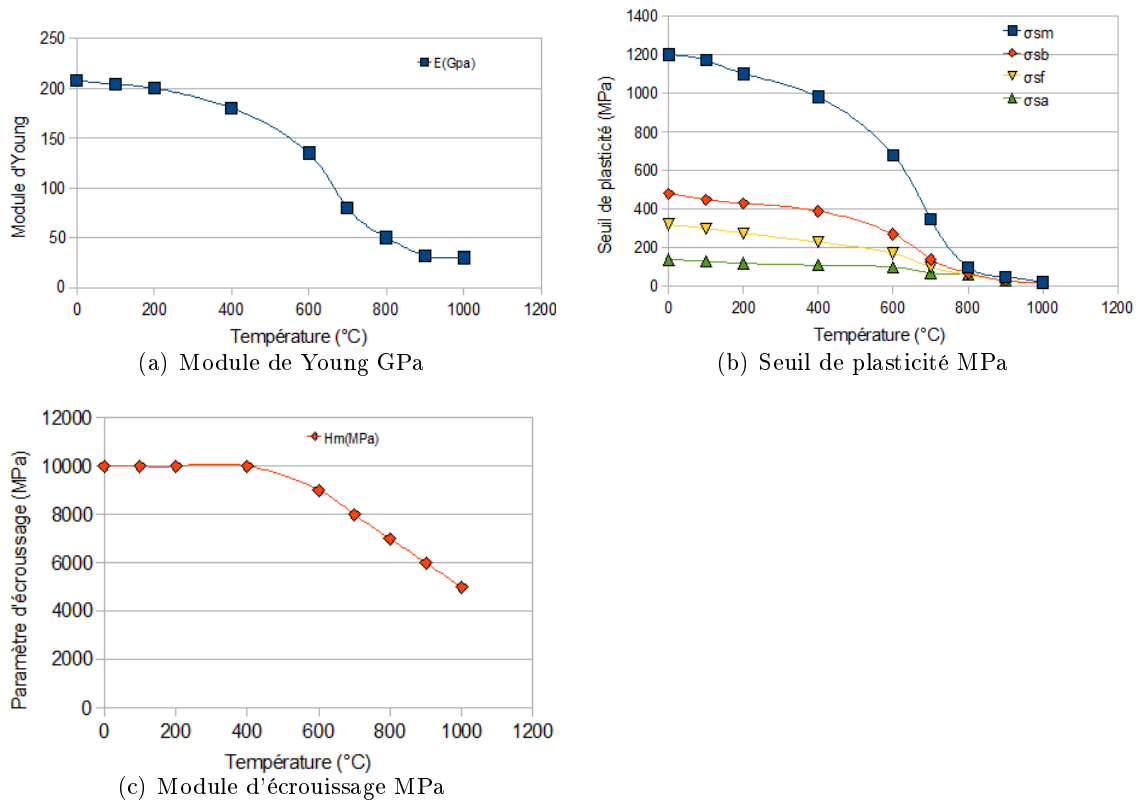 250
200
150
100
50
0
0 200 400 600 800 1000 1200
Module d'Young
E(Gpa)
Température (°C)
(a) Module de Young GPa
1400
1200
1000
800
600
400
200
0
0 200 400 600 800 1000 1200
Seuil de plasticité (MPa)
σsm
σsb
σsf
σsa
Température (°C)
(b) Seuil de plasticité MPa
12000
10000
8000
6000
4000
2000
0
0 200 400 600 800 1000 1200
Paramètre d'écroussage (MPa)
Hm(MPa)
Température (°C)
(c) Module d'écrouissage MPa